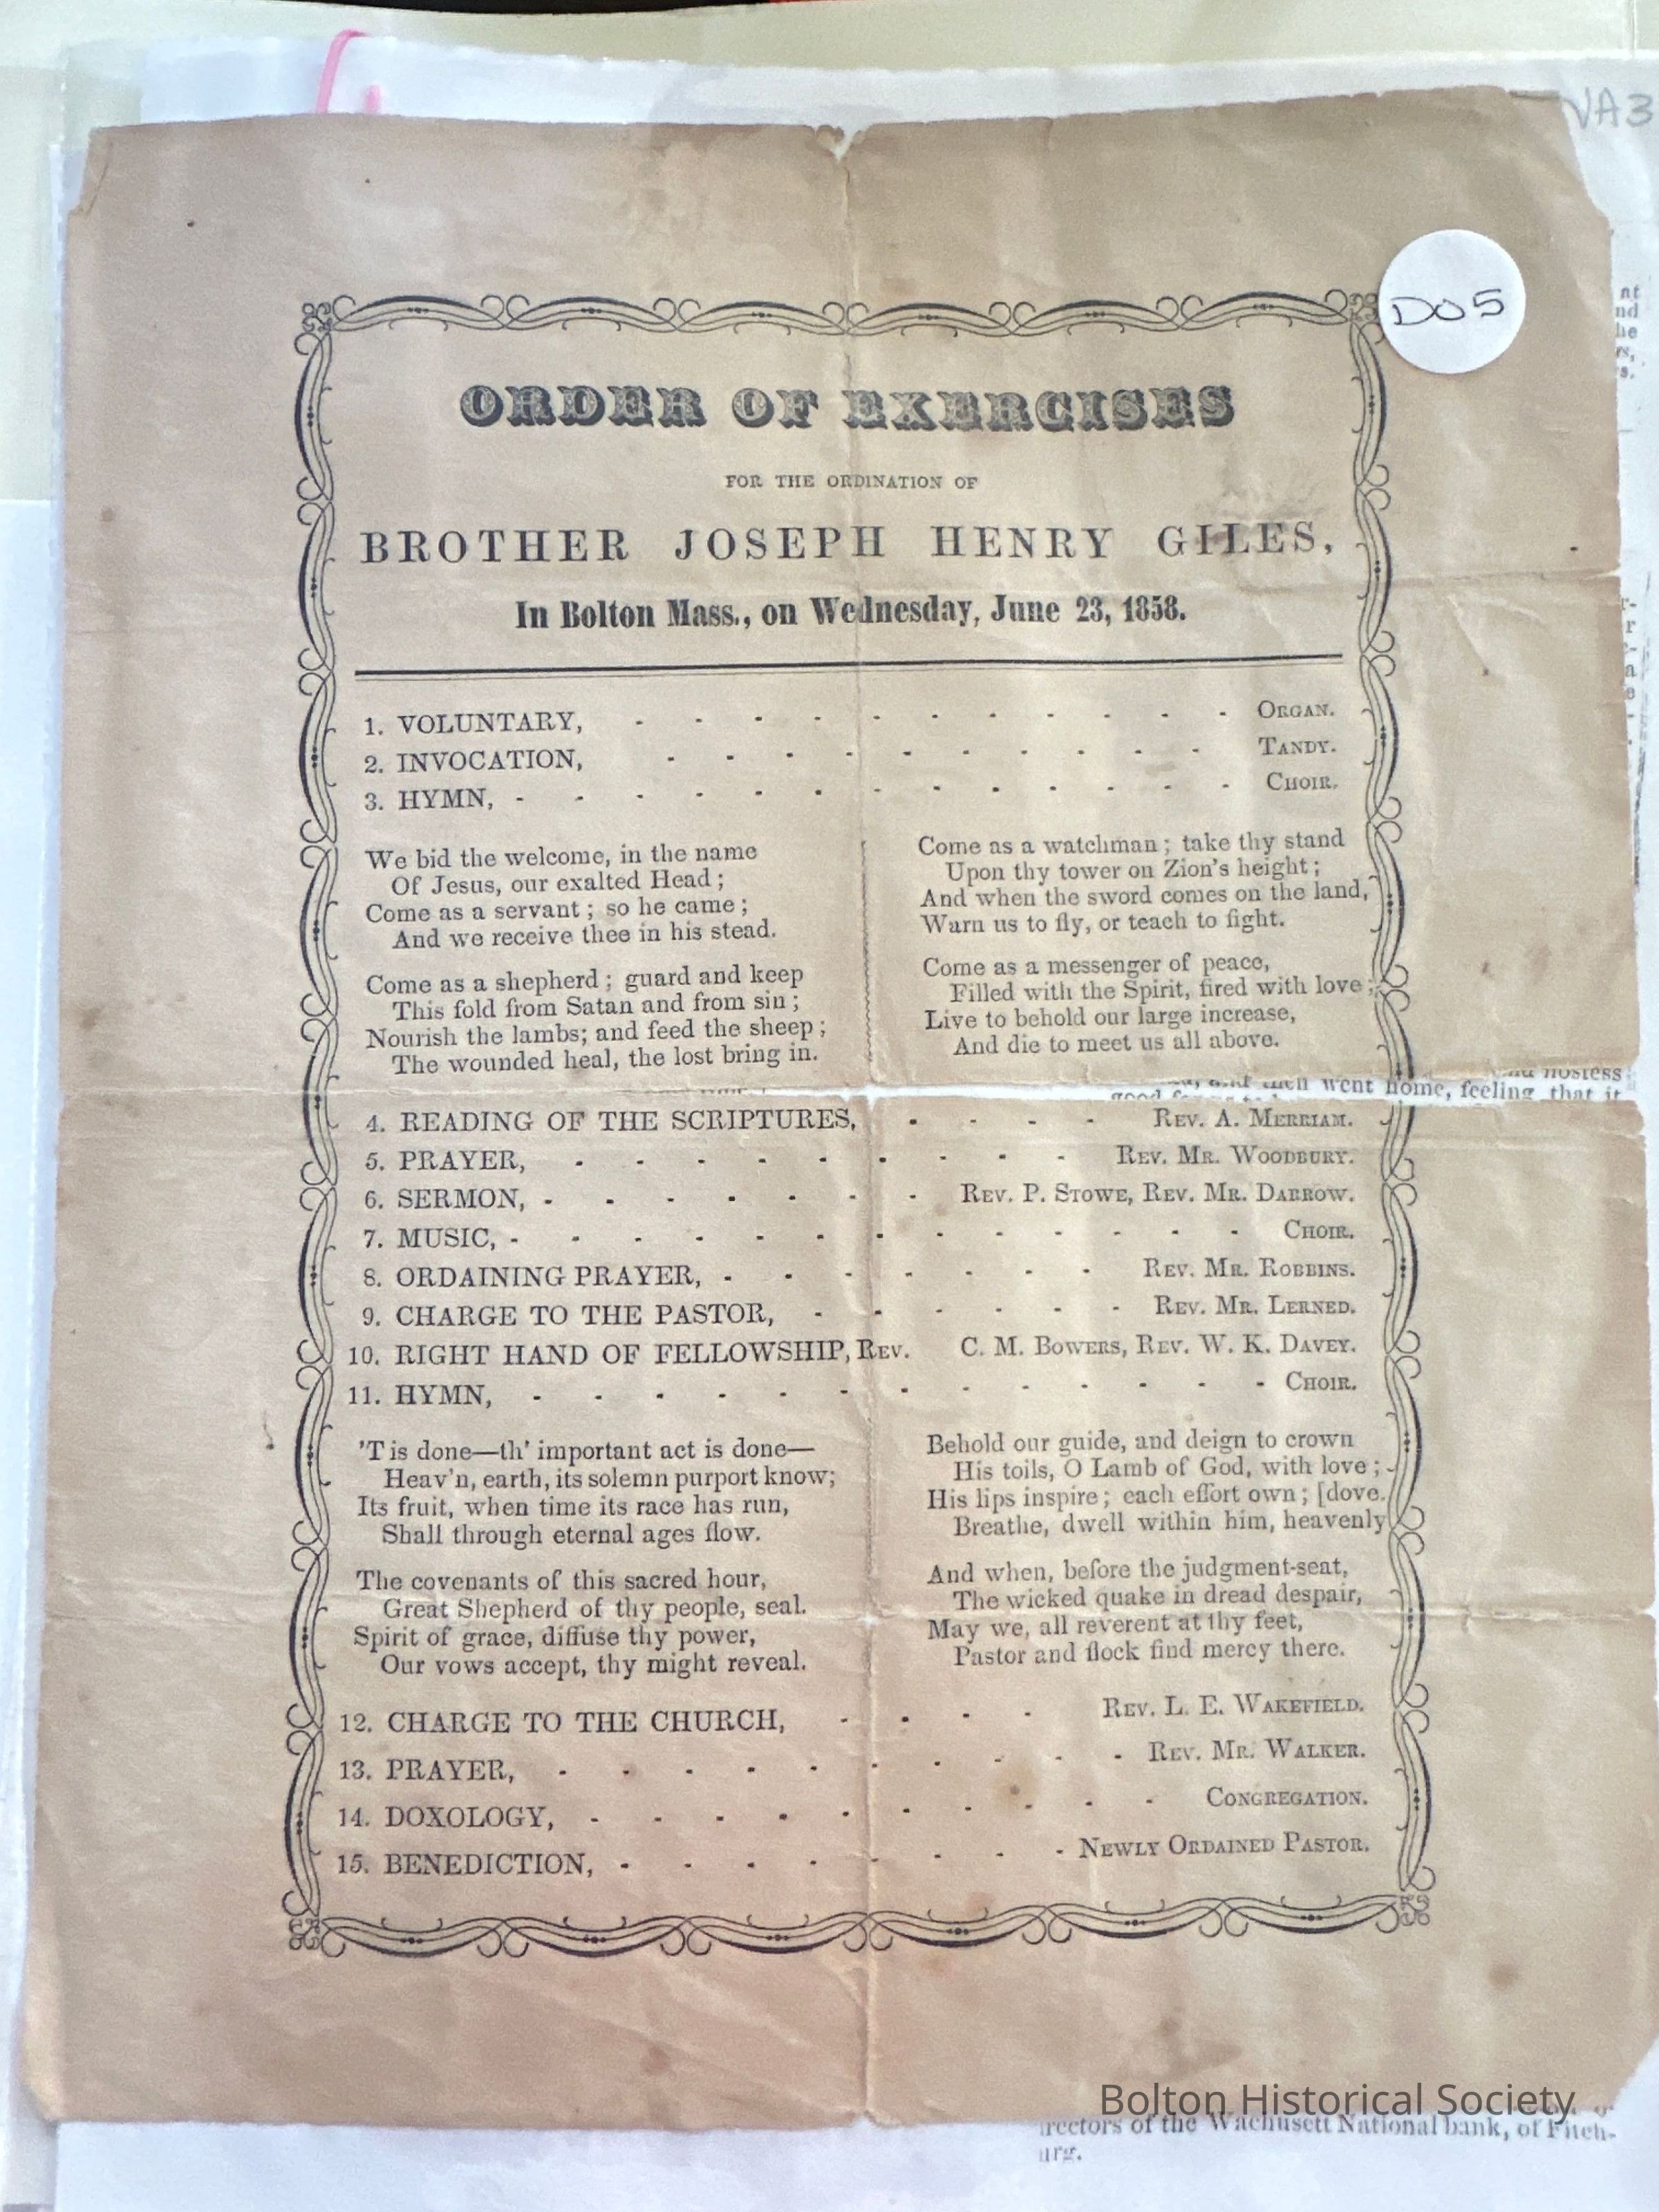 VA3
DO5
ORDER OF EXERCISES
FOR THE ORDINATION OF
BROTHER JOSEPH HENRY GILES,
In Bolton Mass., on Wednesday, June 23, 1858.
1. VOLUNTARY, - - - - - - - - - - - ORGAN.
2. INVOCATION, - - - - - - - - - - TANDY.
3. HYMN, - - - - - - - - - - - - - CHOIR.
We bid the welcome, in the name
Of Jesus, our exalted Head;
Come as a servant; so he came;
And we receive thee in his stead.
Come as a shepherd; guard and keep
This fold from Satan and from sin;
Nourish the lambs; and feed the sheep;
The wounded heal, the lost bring in.
Come as a watchman; take thy stand
Upon thy tower on Zion's height;
And when the sword comes on the land,
Warn us to fly, or teach to fight.
Come as a messenger of peace,
Filled with the Spirit, fired with love;
Live to behold our large increase,
And die to meet us all above.
hostess
then went home, feeling that it
4. READING OF THE SCRIPTURES, - - - - REV. A. MERRIAM.
5. PRAYER, - - - - - - - - - REV. MR. WOODBURY.
6. SERMON, - - - - - - - REV. P. STOWE, REV. MR. DARROW.
7. MUSIC, - - - - - - - - - - - - - CHOIR.
8. ORDAINING PRAYER, - - - - - - - REV. MR. ROBBINS.
9. CHARGE TO THE PASTOR, - - - - - - REV. MR. LERNED.
10. RIGHT HAND OF FELLOWSHIP, REV. C. M. BOWERS, REV. W. K. DAVEY.
11. HYMN, - - - - - - - - - - - - - CHOIR.
'Tis done—th' important act is done—
Heav'n, earth, its solemn purport know;
Its fruit, when time its race has run,
Shall through eternal ages flow.
The covenants of this sacred hour,
Great Shepherd of thy people, seal.
Spirit of grace, diffuse thy power,
Our vows accept, thy might reveal.
Behold our guide, and deign to crown
His toils, O Lamb of God, with love;
His lips inspire; each effort own; [dove.
Breathe, dwell within him, heavenly
And when, before the judgment-seat,
The wicked quake in dread despair,
May we, all reverent at thy feet,
Pastor and flock find mercy there.
12. CHARGE TO THE CHURCH, - - - - REV. L. E. WAKEFIELD.
13. PRAYER, - - - - - - - - - - REV. MR. WALKER.
14. DOXOLOGY, - - - - - - - - - - CONGREGATION.
15. BENEDICTION, - - - - - - - - NEWLY ORDAINED PASTOR.
Bolton Historical Society
rectors of the Wachusett National bank, of Fitch-
urg.